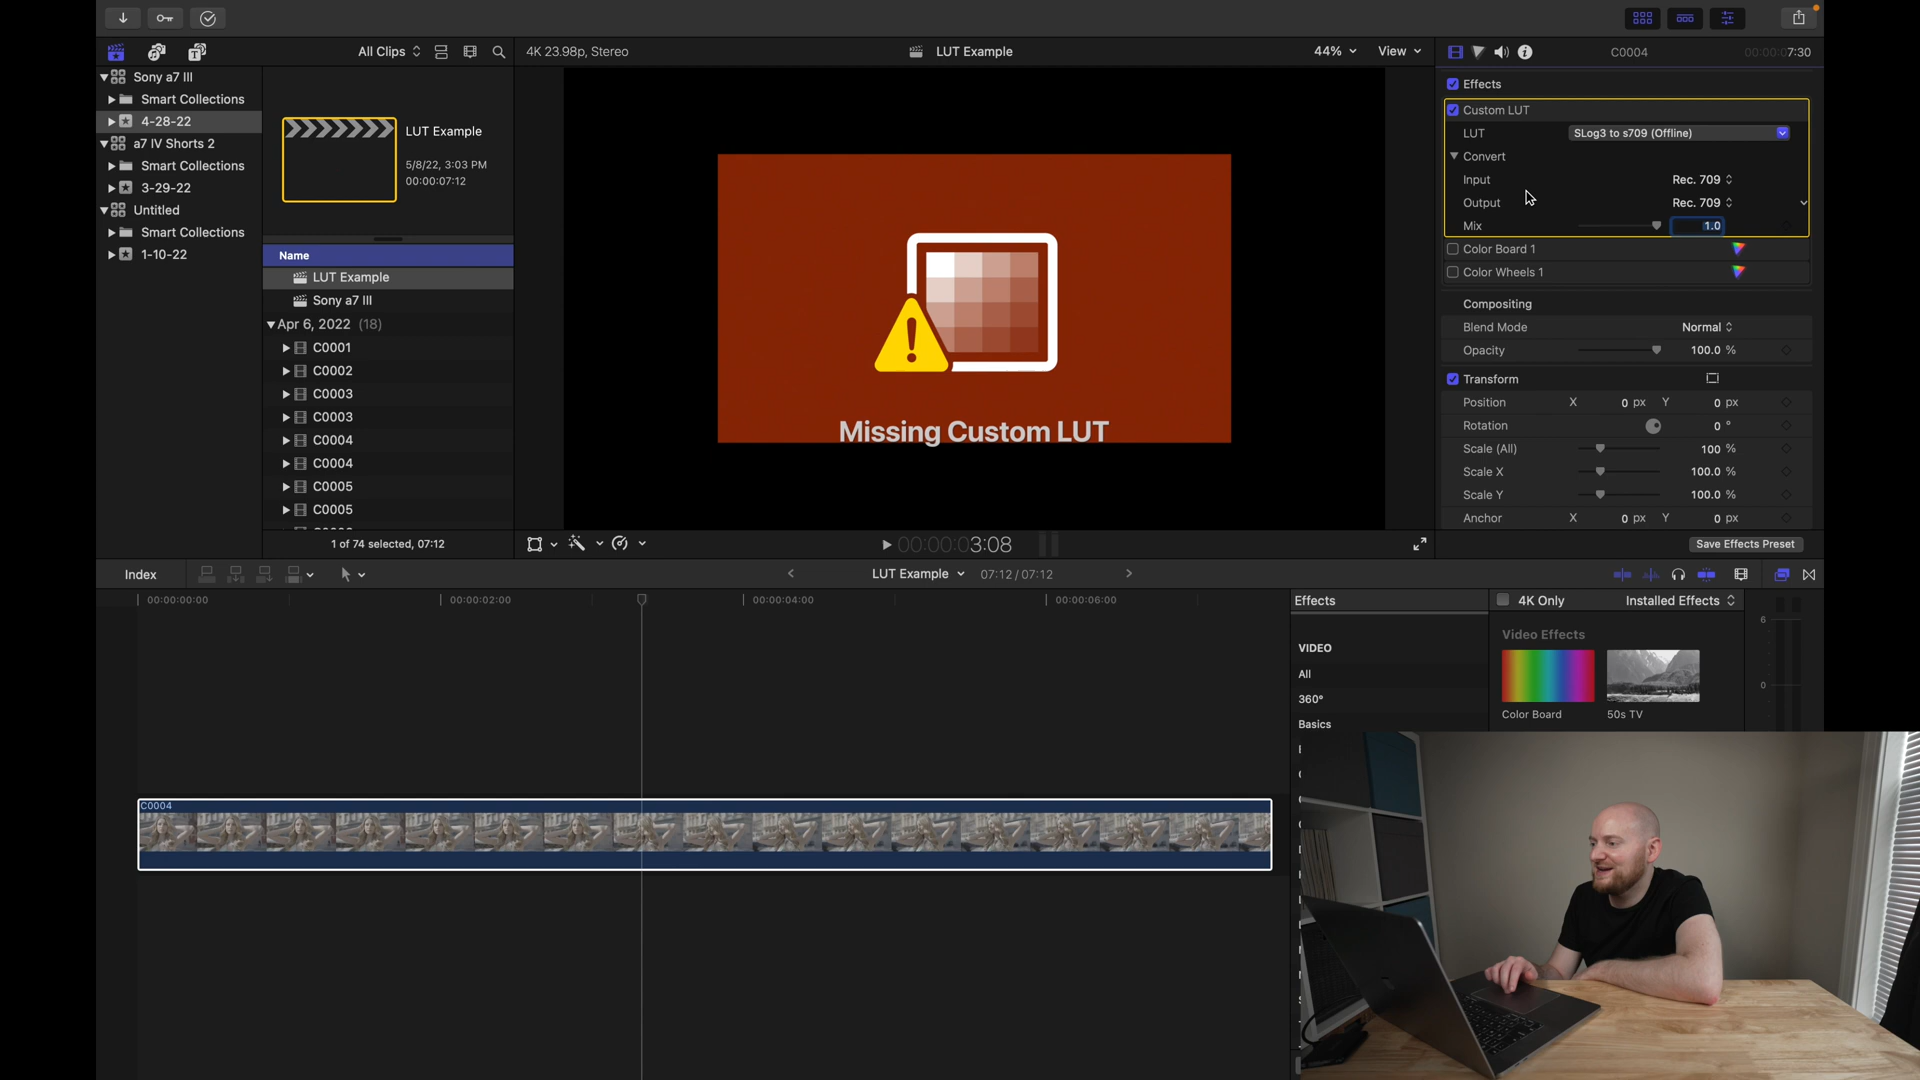 All Clips
4K 23.98p, Stereo
LUT Example
44%
View
C0004
00:00:00:07:30
Sony a7 III
Smart Collections
4-28-22
a7 IV Shorts 2
Smart Collections
3-29-22
Untitled
Smart Collections
1-10-22
LUT Example
5/8/22, 3:03 PM
00:00:07:12
Name
LUT Example
Sony a7 III
Apr 6, 2022 (18)
C0001
C0002
C0003
C0003
C0004
C0004
C0005
C0005
1 of 74 selected, 07:12
Missing Custom LUT
00:00:03:08
Effects
Custom LUT
LUT
SLog3 to s709 (Offline)
Convert
Input
Rec. 709
Output
Rec. 709
Mix
1.0
Color Board 1
Color Wheels 1
Compositing
Blend Mode
Normal
Opacity
100.0 %
Transform
Position
X
0 px
Y
0 px
Rotation
0 °
Scale (All)
100 %
Scale X
100.0 %
Scale Y
100.0 %
Anchor
X
0 px
Y
0 px
Save Effects Preset
Index
LUT Example
07:12 / 07:12
00:00:00:00
00:00:02:00
00:00:04:00
00:00:06:00
C0004
Effects
4K Only
Installed Effects
VIDEO
All
360°
Basics
Video Effects
Color Board
50s TV
6
0